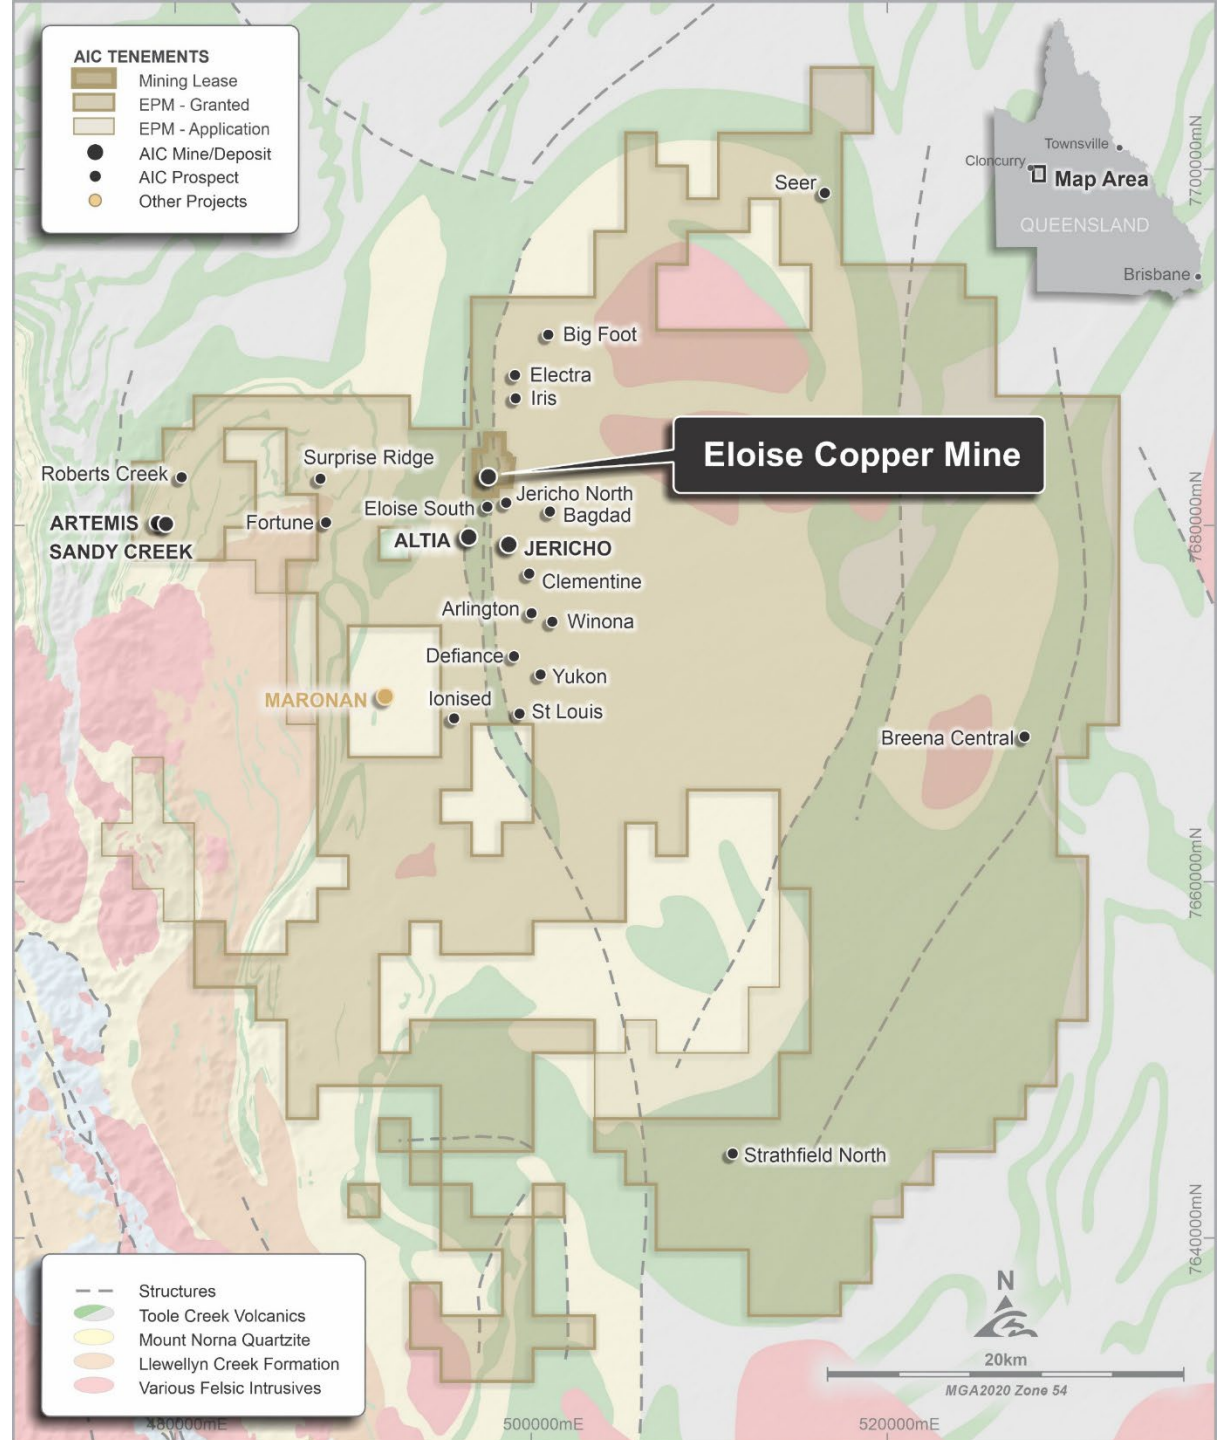 AIC TENEMENTS
Mining Lease
EPM - Granted
EPM - Application
AIC Mine/Deposit
AIC Prospect
Other Projects
Townsville
Cloncurry
Map Area
QUEENSLAND
Brisbane
7700000mN
Seer
Big Foot
Electra
Iris
Eloise Copper Mine
Surprise Ridge
Roberts Creek
Jericho North
Eloise South
Bagdad
ARTEMIS
Fortune
ALTIA
JERICHO
SANDY CREEK
7680000mN
Clementine
Arlington
Winona
Defiance
Yukon
MARONAN
Ionised
St Louis
Breena Central
7660000mN
Strathfield North
7640000mN
Structures
Toole Creek Volcanics
Mount Norna Quartzite
Llewellyn Creek Formation
Various Felsic Intrusives
N
20km
MGA2020 Zone 54
480000mE
500000mE
520000mE